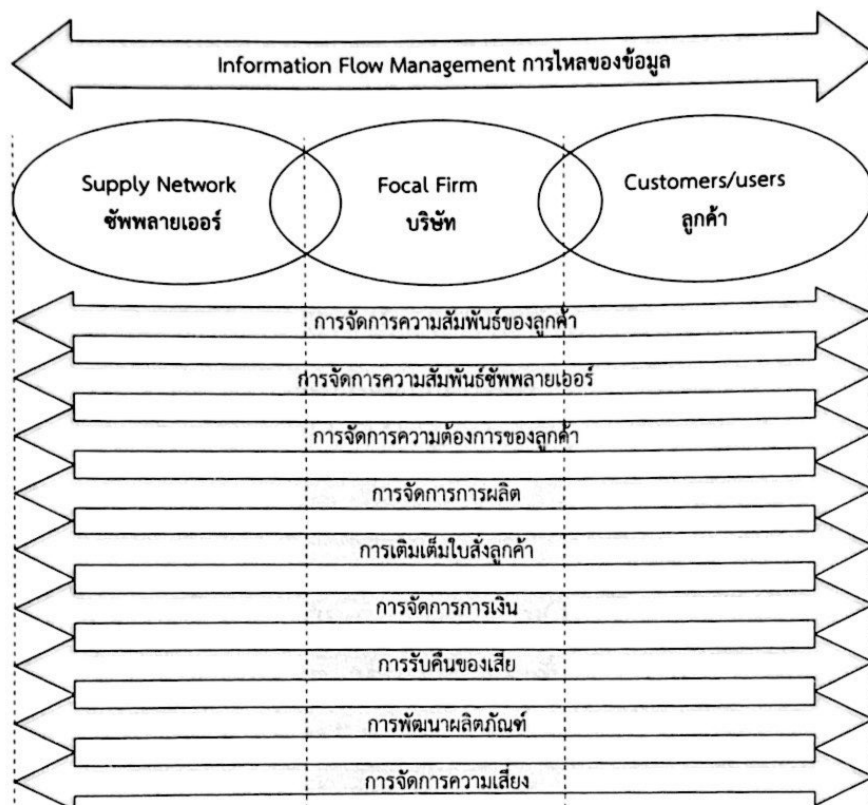 Information Flow Management การไหลของข้อมูล
Supply Network
ซัพพลายเออร์
Focal Firm
บริษัท
Customers/users
ลูกค้า
การจัดการความสัมพันธ์ของลูกค้า
การจัดการความสัมพันธ์ซัพพลายเออร์
การจัดการความต้องการของลูกค้า
การจัดการการผลิต
การเติมเต็มใบสั่งลูกค้า
การจัดการการเงิน
การรับคืนของเสีย
การพัฒนาผลิตภัณฑ์
การจัดการความเสี่ยง